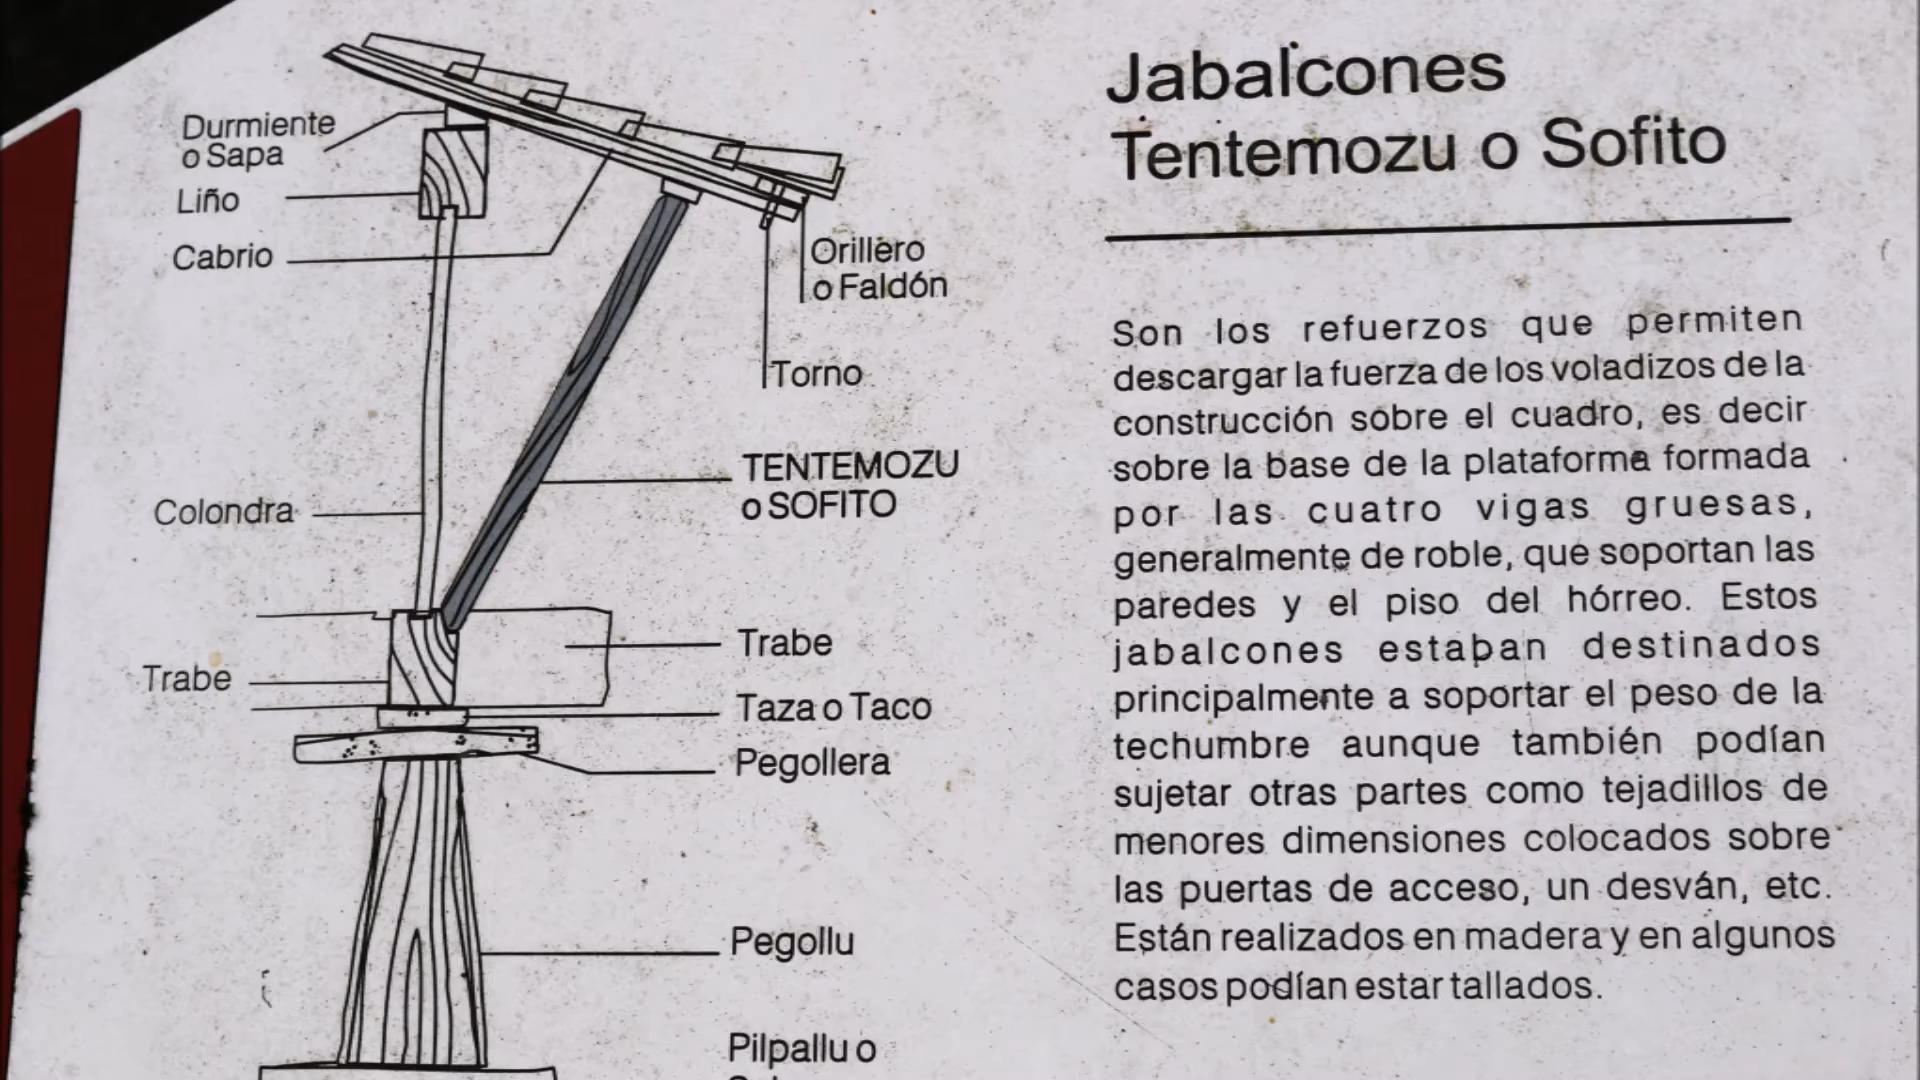 Jabalcones
Tentemozu o Sofito
Son los refuerzos que permiten
descargar la fuerza de los voladizos de la
construcción sobre el cuadro, es decir
sobre la base de la plataforma formada
por las cuatro vigas gruesas,
generalmente de roble, que soportan las
paredes y el piso del hórreo. Estos
jabalcones estaban destinados
principalmente a soportar el peso de la
techumbre aunque también podían
sujetar otras partes como tejadillos de
menores dimensiones colocados sobre
las puertas de acceso, un desván, etc.
Están realizados en madera y en algunos
casos podían estar tallados.
Durmiente
o Sapa
Liño
Cabrio
Orillero
o Faldón
Torno
TENTEMOZU
o SOFITO
Colondra
Trabe
Trabe
Taza o Taco
Pegollera
Pegollu
Pilpallu o